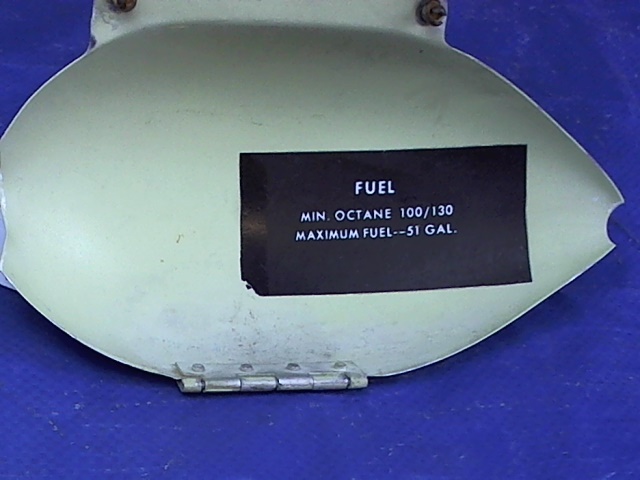 FUEL
MIN. OCTANE 100/130
MAXIMUM FUEL--51 GAL.